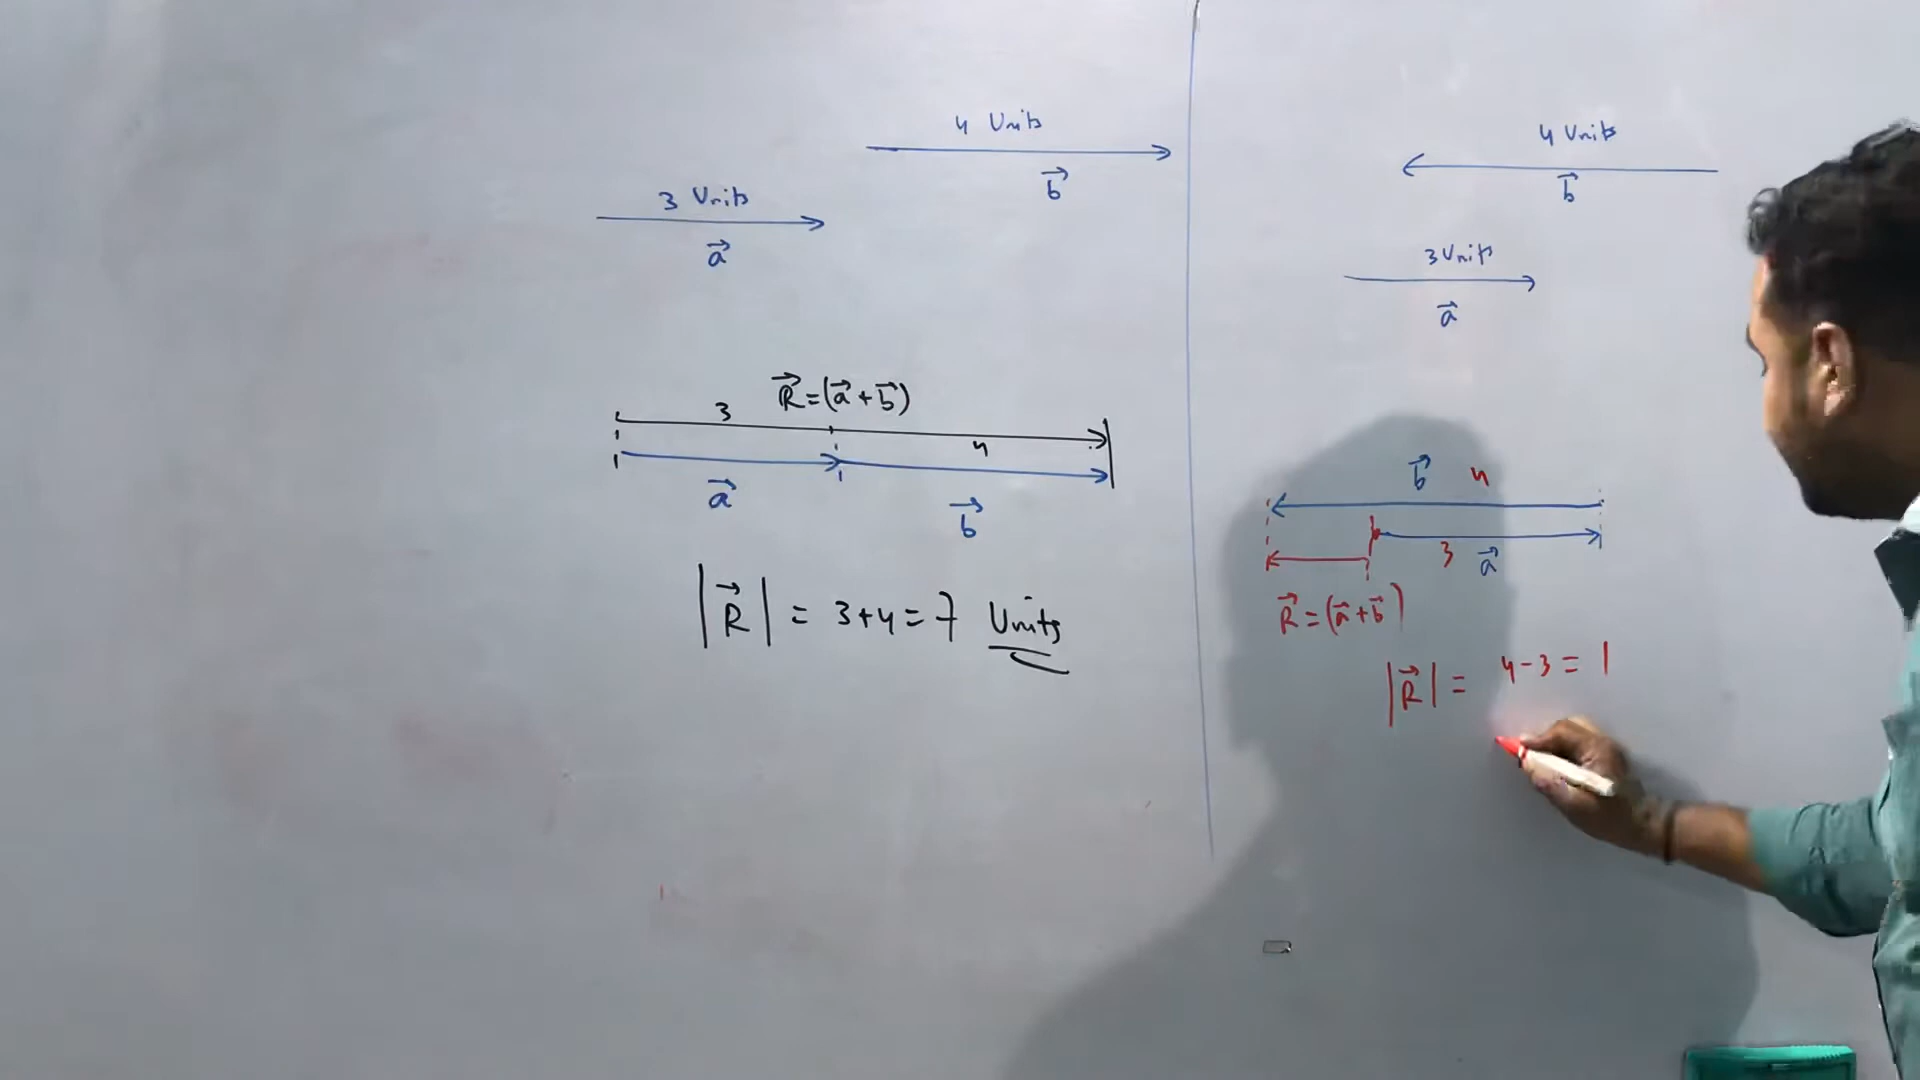 4 Units
b⃗
3 Units
a⃗
R⃗=(a⃗+b⃗)
3
4
a⃗
b⃗
|R⃗| = 3+4=7 Units
4 Units
b⃗
3 Units
a⃗
b⃗ 4
3 a⃗
R⃗=(a⃗+b⃗)
|R⃗| = 4-3=1